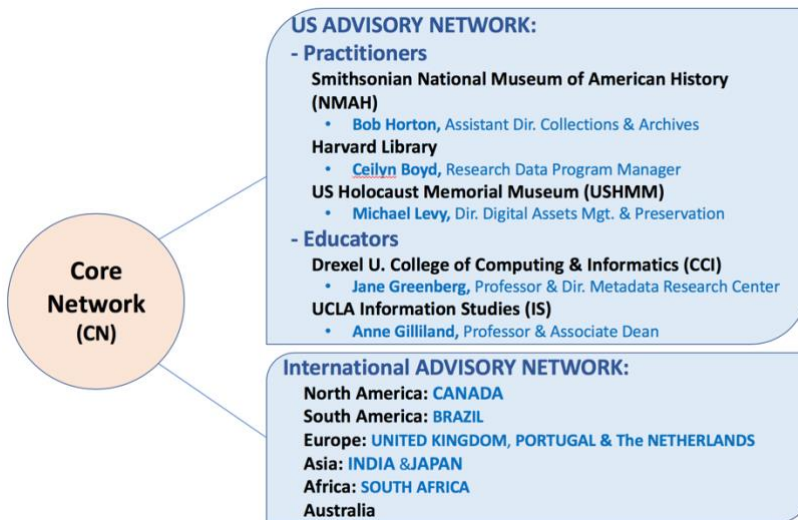 Core
Network
(CN)
US ADVISORY NETWORK:
- Practitioners
Smithsonian National Museum of American History
(NMAH)
• Bob Horton, Assistant Dir. Collections & Archives
Harvard Library
• Ceilyn Boyd, Research Data Program Manager
US Holocaust Memorial Museum (USHMM)
• Michael Levy, Dir. Digital Assets Mgt. & Preservation
- Educators
Drexel U. College of Computing & Informatics (CCI)
• Jane Greenberg, Professor & Dir. Metadata Research Center
UCLA Information Studies (IS)
• Anne Gilliland, Professor & Associate Dean
International ADVISORY NETWORK:
North America: CANADA
South America: BRAZIL
Europe: UNITED KINGDOM, PORTUGAL & The NETHERLANDS
Asia: INDIA &JAPAN
Africa: SOUTH AFRICA
Australia